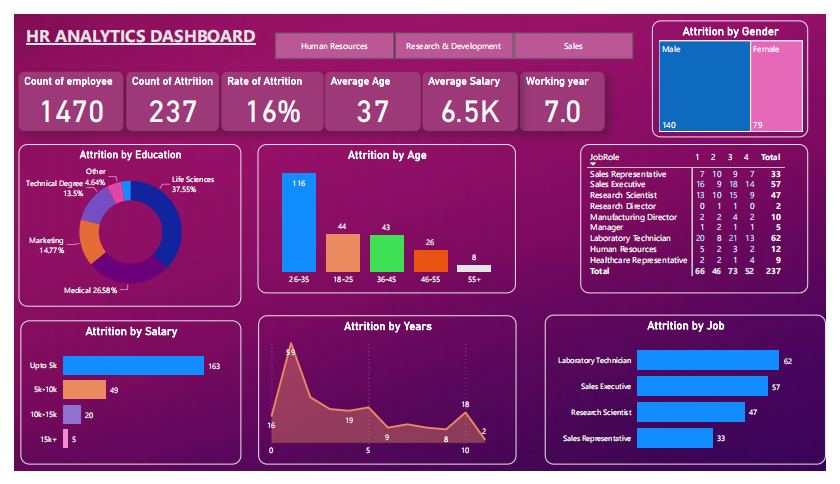 HR ANALYTICS DASHBOARD
Human Resources
Research & Development
Sales
Count of employee
1470
Count of Attrition
237
Rate of Attrition
16%
Average Age
37
Average Salary
6.5K
Working year
7.0
Attrition by Gender
Male
Female
140
79
Attrition by Education
Other
4.64%
Technical Degree
13.5%
Life Sciences
37.55%
Marketing
14.77%
Medical 26.58%
Attrition by Age
116
44
43
26
8
26-35
18-25
36-45
46-55
55+
JobRole 1 2 3 4 Total
Sales Representative 7 10 9 7 33
Sales Executive 16 9 18 14 57
Research Scientist 13 10 15 9 47
Research Director 0 1 1 0 2
Manufacturing Director 2 2 4 2 10
Manager 1 2 1 1 5
Laboratory Technician 20 8 21 13 62
Human Resources 5 2 3 2 12
Healthcare Representative 2 2 1 4 9
Total 66 46 73 52 237
Attrition by Salary
Upto 5k 163
5k-10k 49
10k-15k 20
15k+ 5
Attrition by Years
59
16
19
9
8
18
2
0
5
10
Attrition by Job
Laboratory Technician 62
Sales Executive 57
Research Scientist 47
Sales Representative 33